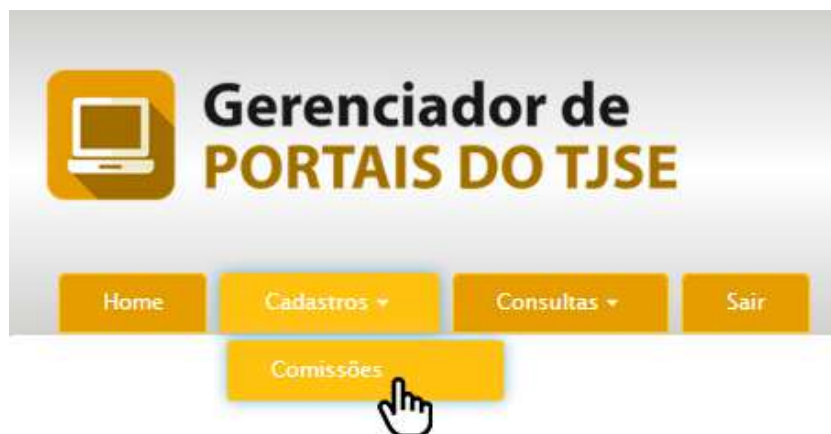 Gerenciador de
PORTAIS DO TJSE
Home Cadastros Consultas Sair
Comissões